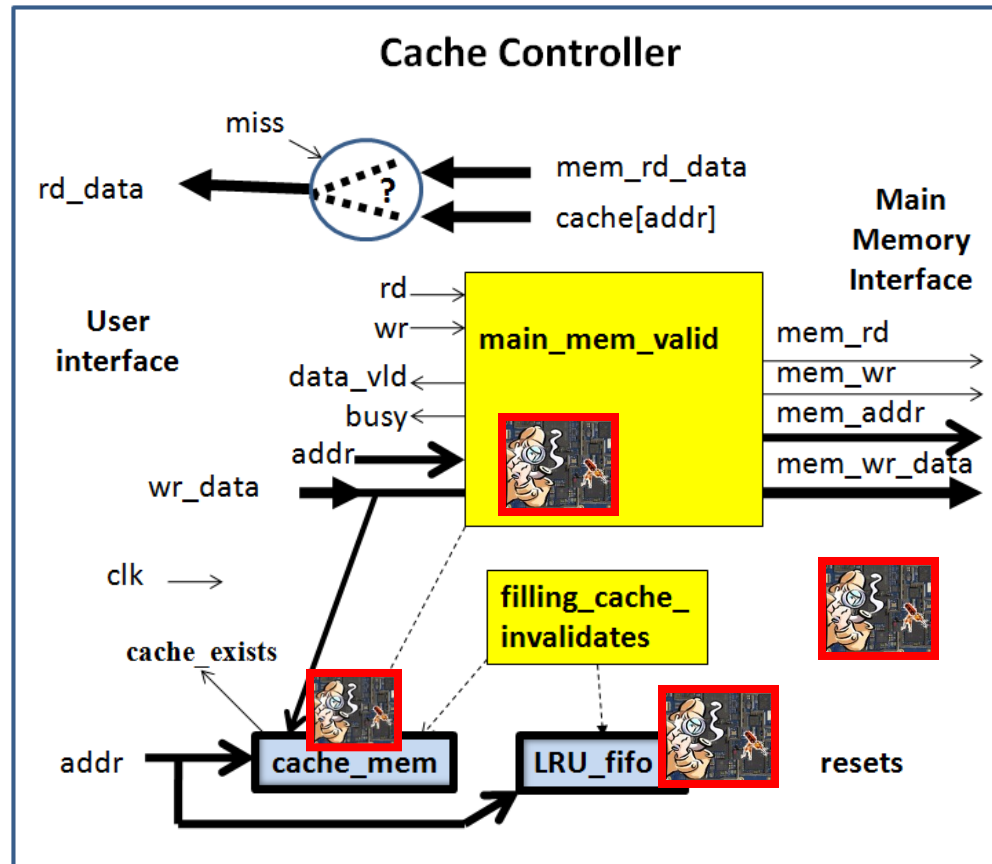 Cache Controller
miss
rd_data
?
mem_rd_data
cache[addr]
Main
Memory
Interface
User
interface
rd
wr
data_vld
busy
addr
wr_data
main_mem_valid
mem_rd
mem_wr
mem_addr
mem_wr_data
clk
filling_cache_
invalidates
cache_exists
addr
cache_mem
LRU_fifo
resets